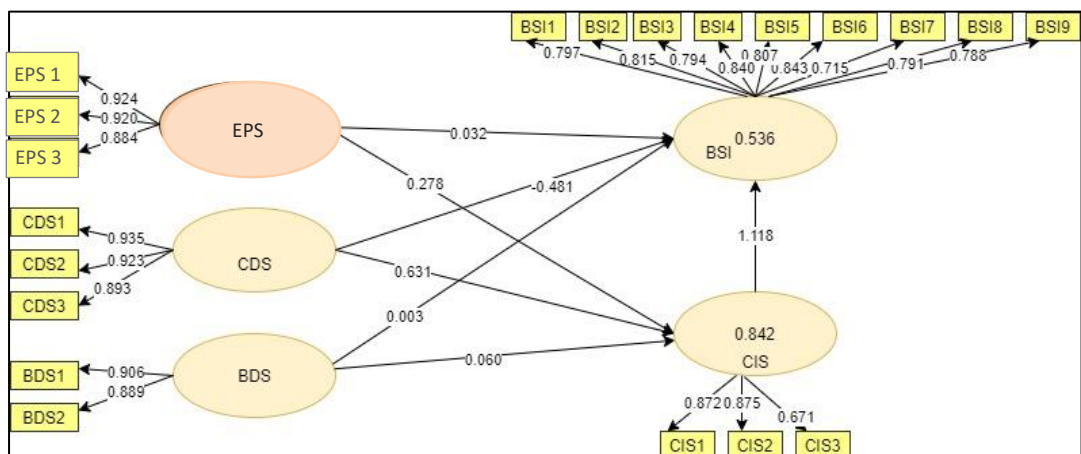 BSI1 BSI2 BSI3 BSI4 BSI5 BSI6 BSI7 BSI8 BSI9
0.797 0.815 0.794 0.840 0.807 0.843 0.715 0.791 0.788
EPS 1
EPS 2
EPS 3
0.924
0.920
0.884
EPS
0.032
0.278
0.536
BSI
CDS1
CDS2
CDS3
0.935
0.923
0.893
CDS
-0.481
0.631
1.118
BDS1
BDS2
0.906
0.889
BDS
0.003
0.060
0.842
CIS
0.872 0.875 0.671
CIS1 CIS2 CIS3